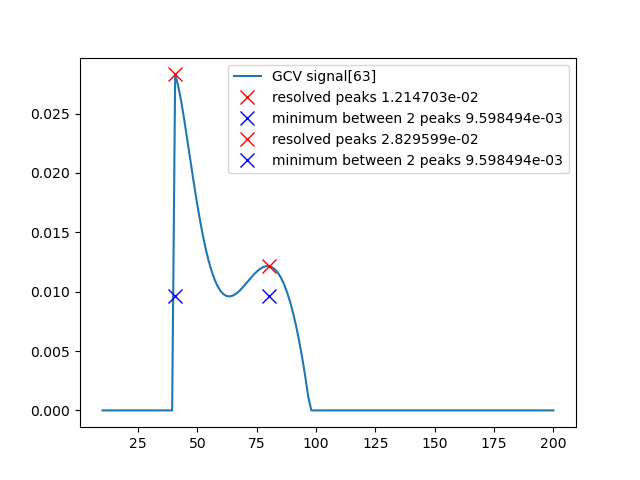 GCV signal[63]
resolved peaks 1.214703e-02
minimum between 2 peaks 9.598494e-03
resolved peaks 2.829599e-02
minimum between 2 peaks 9.598494e-03
0.025
0.020
0.015
0.010
0.005
0.000
25 50 75 100 125 150 175 200